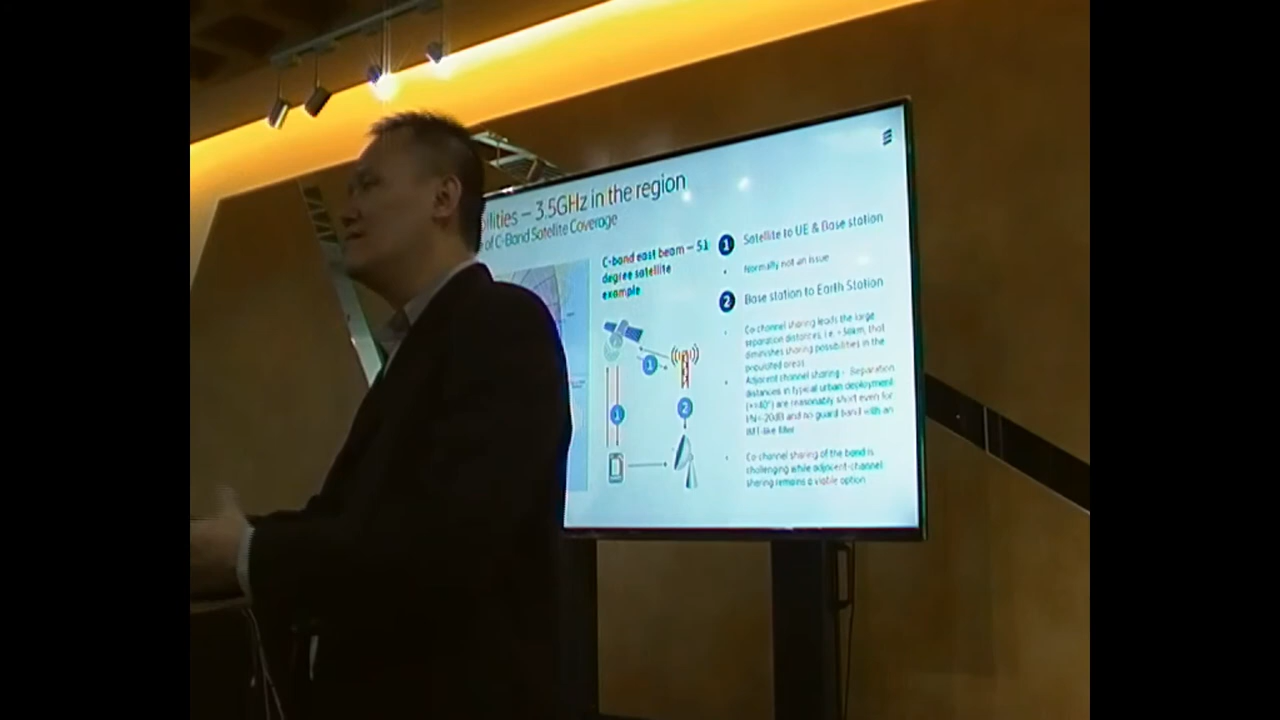 ilities – 3.5GHz in the region
of C-Band Satellite Coverage
C-band east beam – 51
degree satellite
example
1 Satellite to UE & Base station
• Normally not an issue
2 Base station to Earth Station
• Co-channel sharing leads the large
separation distances, i.e. >50km, that
diminishes sharing possibilities in the
populated areas
• Adjacent channel sharing - Separation
distances in typical urban deployment
are reasonably short even for
I/N=-20dB and no guard band with an
IMT-like filter
• Co-channel sharing of the band is
challenging while adjacent-channel
sharing remains a viable option
1
1
2